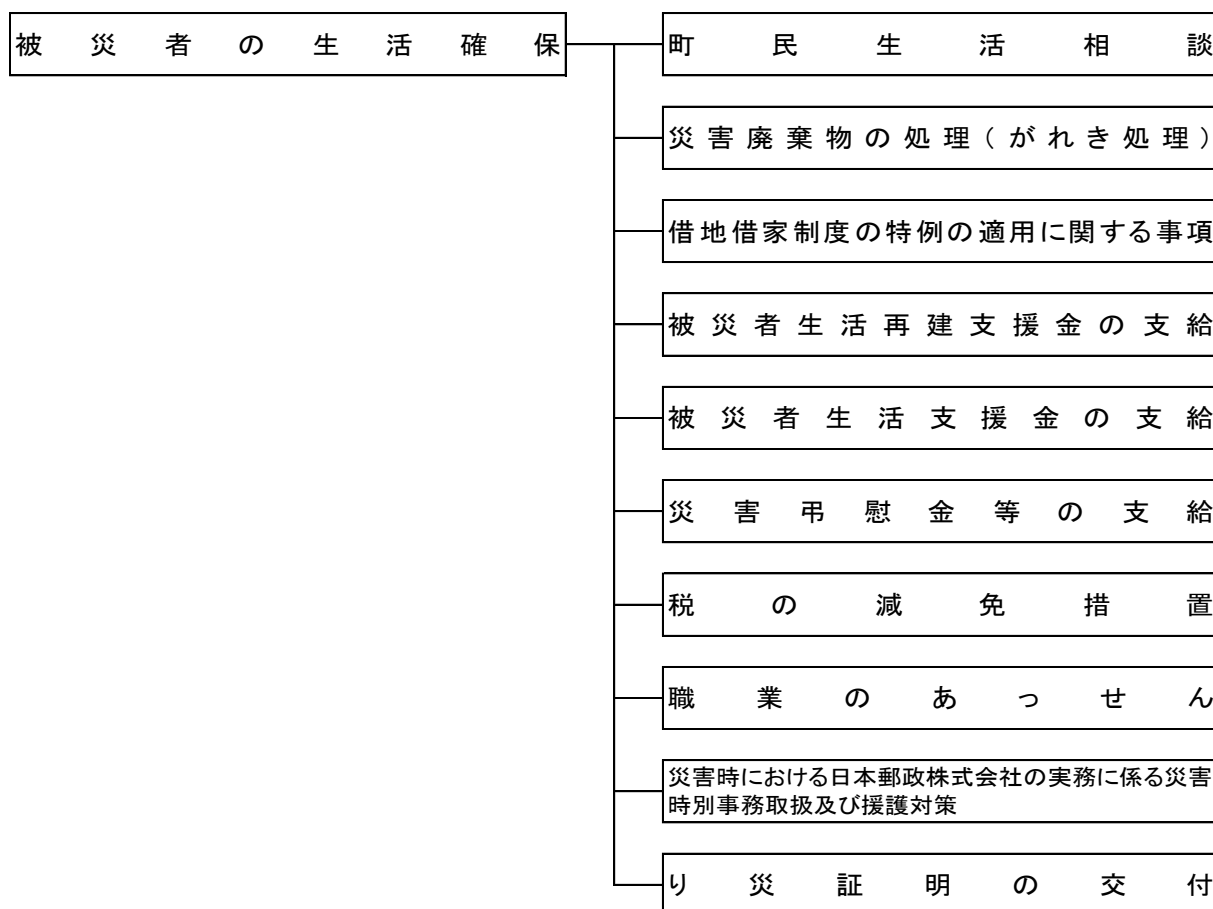 被災者の生活確保
町民生活相談
災害廃棄物の処理(がれき処理)
借地借家制度の特例の適用に関する事項
被災者生活再建支援金の支給
被災者生活支援金の支給
災害弔慰金等の支給
税の減免措置
職業のあっせん
災害時における日本郵政株式会社の実務に係る災害
時別事務取扱及び援護対策
り災証明の交付